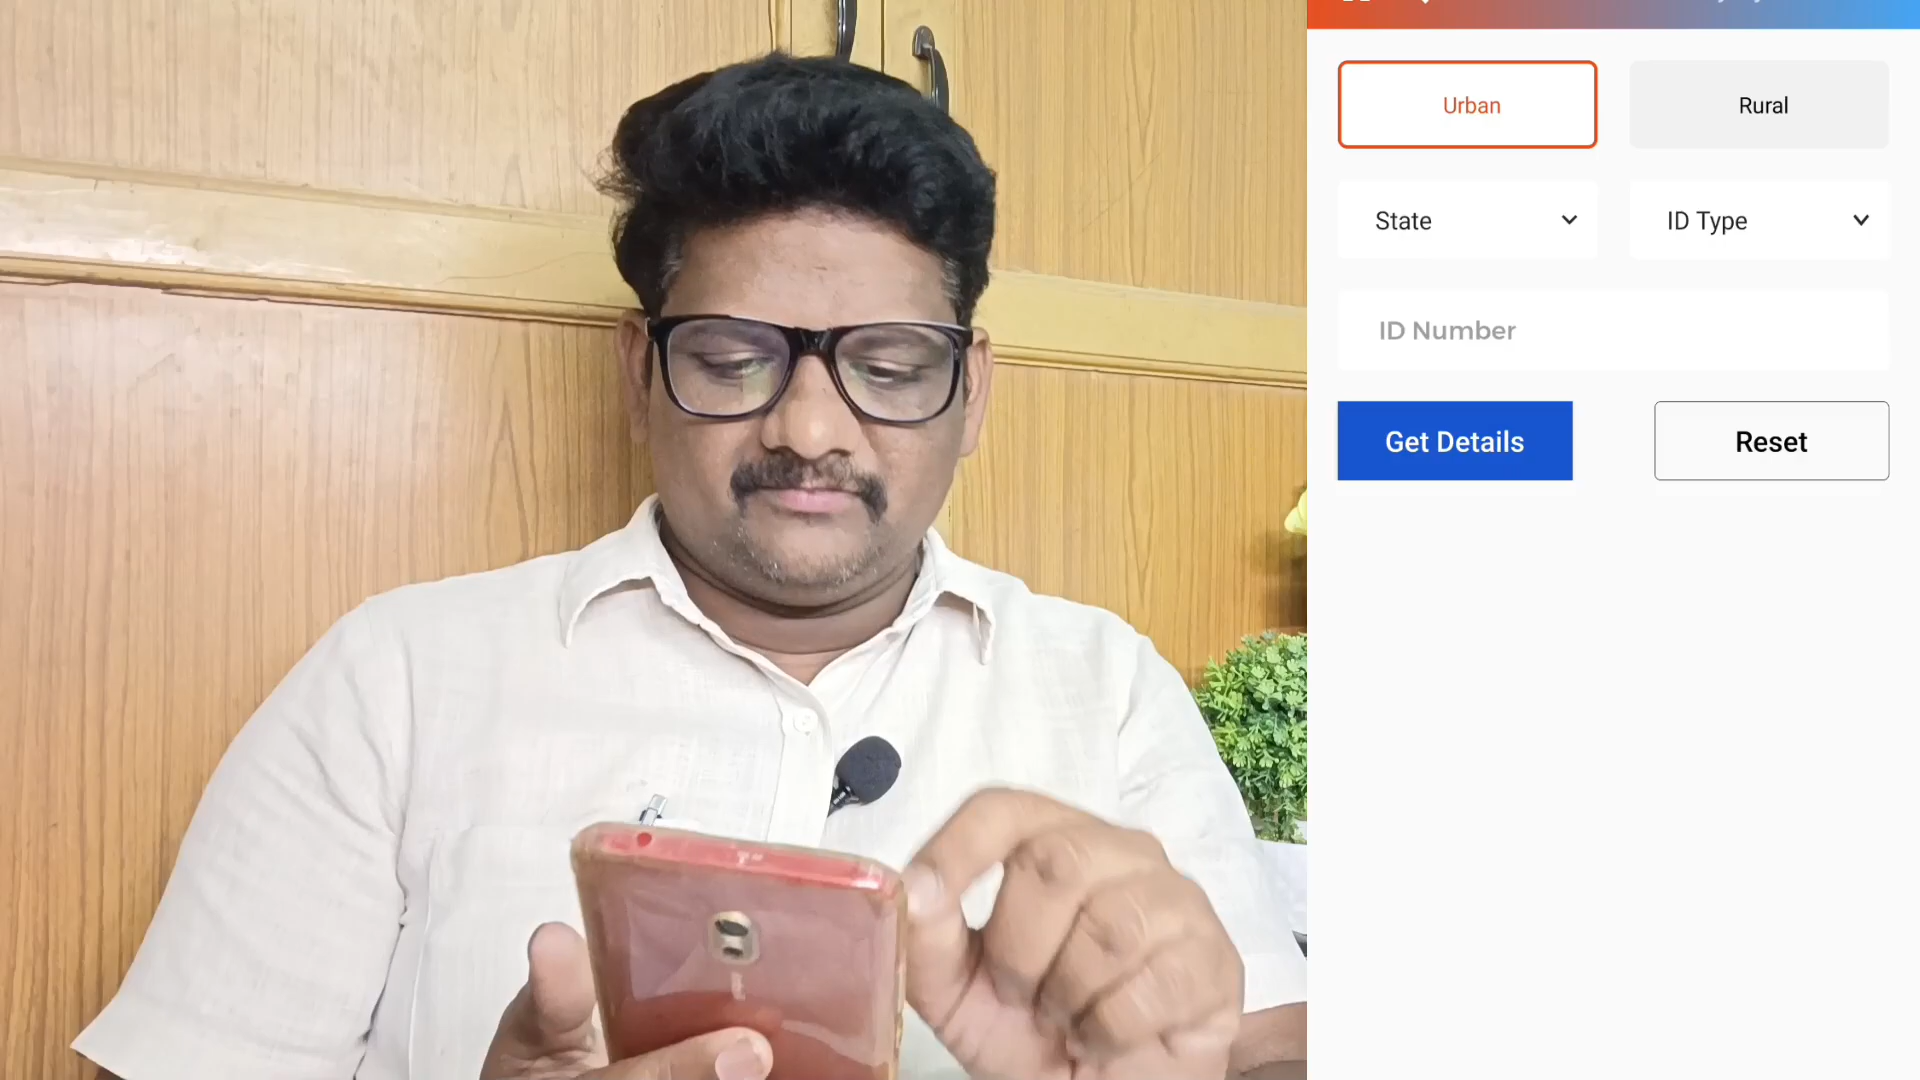 Urban
Rural
State
ID Type
ID Number
Get Details
Reset